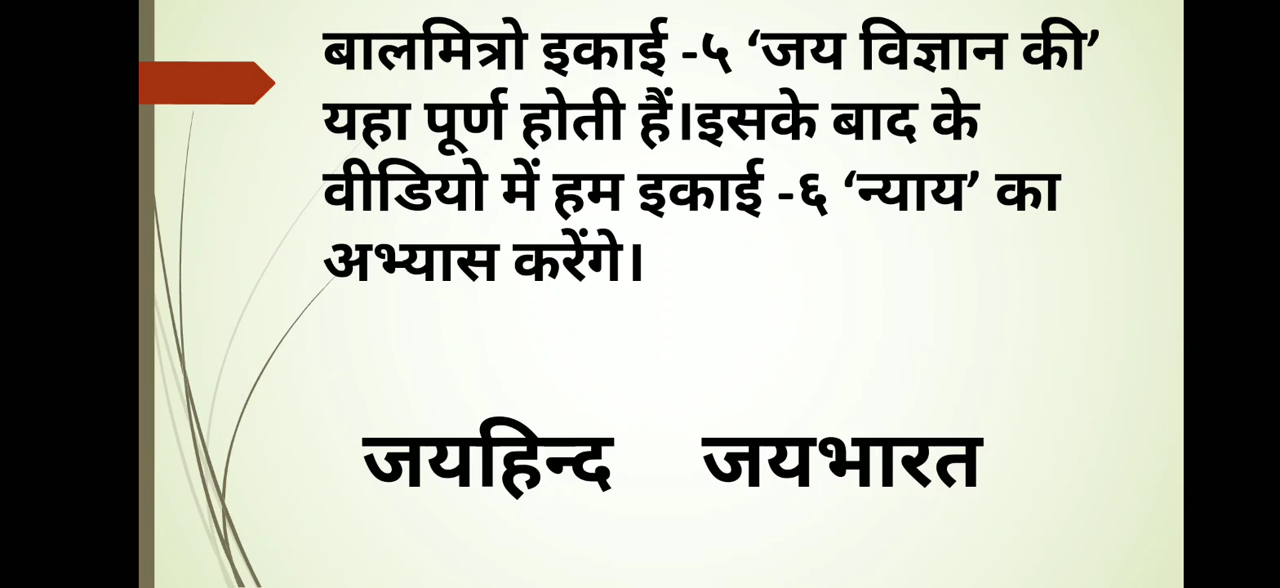 बालमित्रो इकाई -५ ‘जय विज्ञान की’
यहा पूर्ण होती हैं।इसके बाद के
वीडियो में हम इकाई -६ ‘न्याय’ का
अभ्यास करेंगे।
जयहिन्द जयभारत